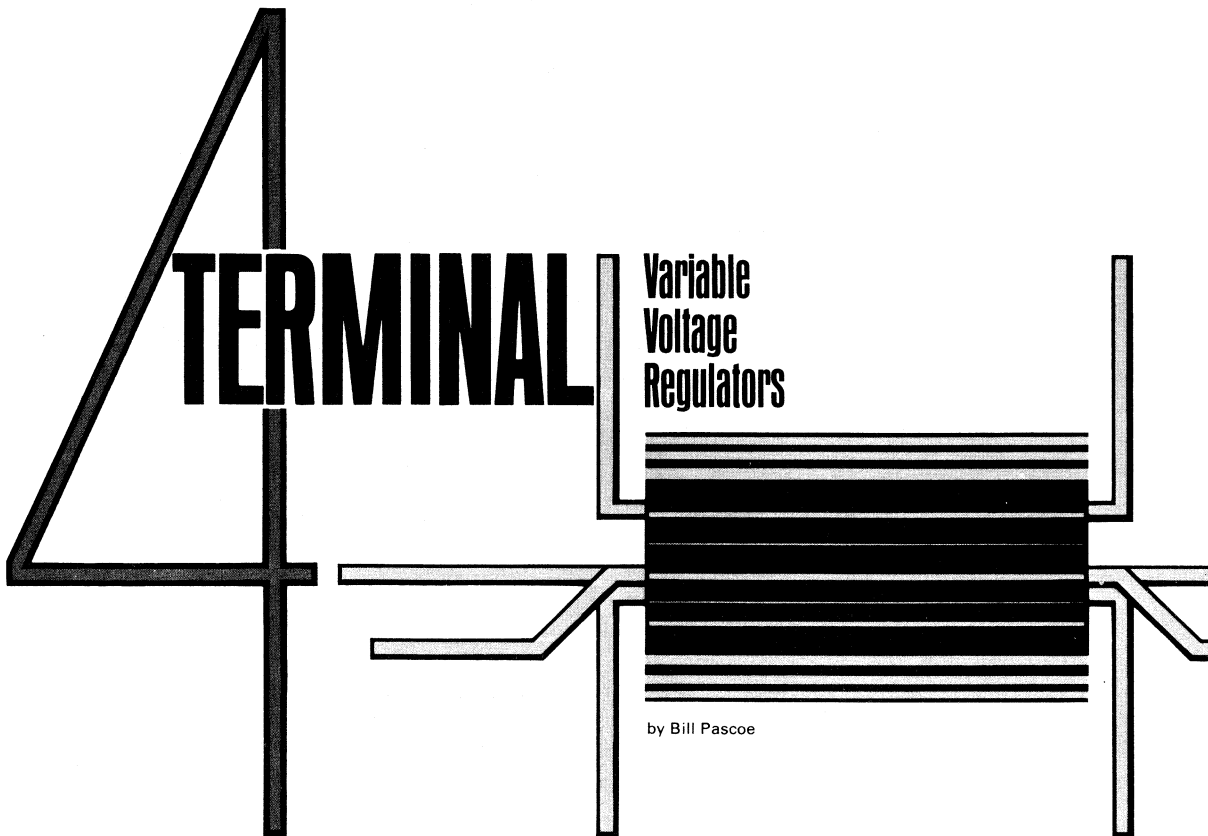 4
TERMINAL
Variable
Voltage
Regulators
by Bill Pascoe